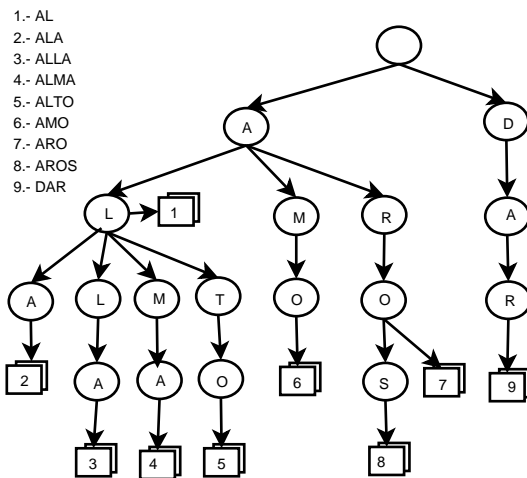 1.- AL
2.- ALA
3.- ALLA
4.- ALMA
5.- ALTO
6.- AMO
7.- ARO
8.- AROS
9.- DAR
A
D
L
1
M
R
A
A
L
M
T
O
O
R
2
A
A
O
6
S
7
9
3
4
5
8